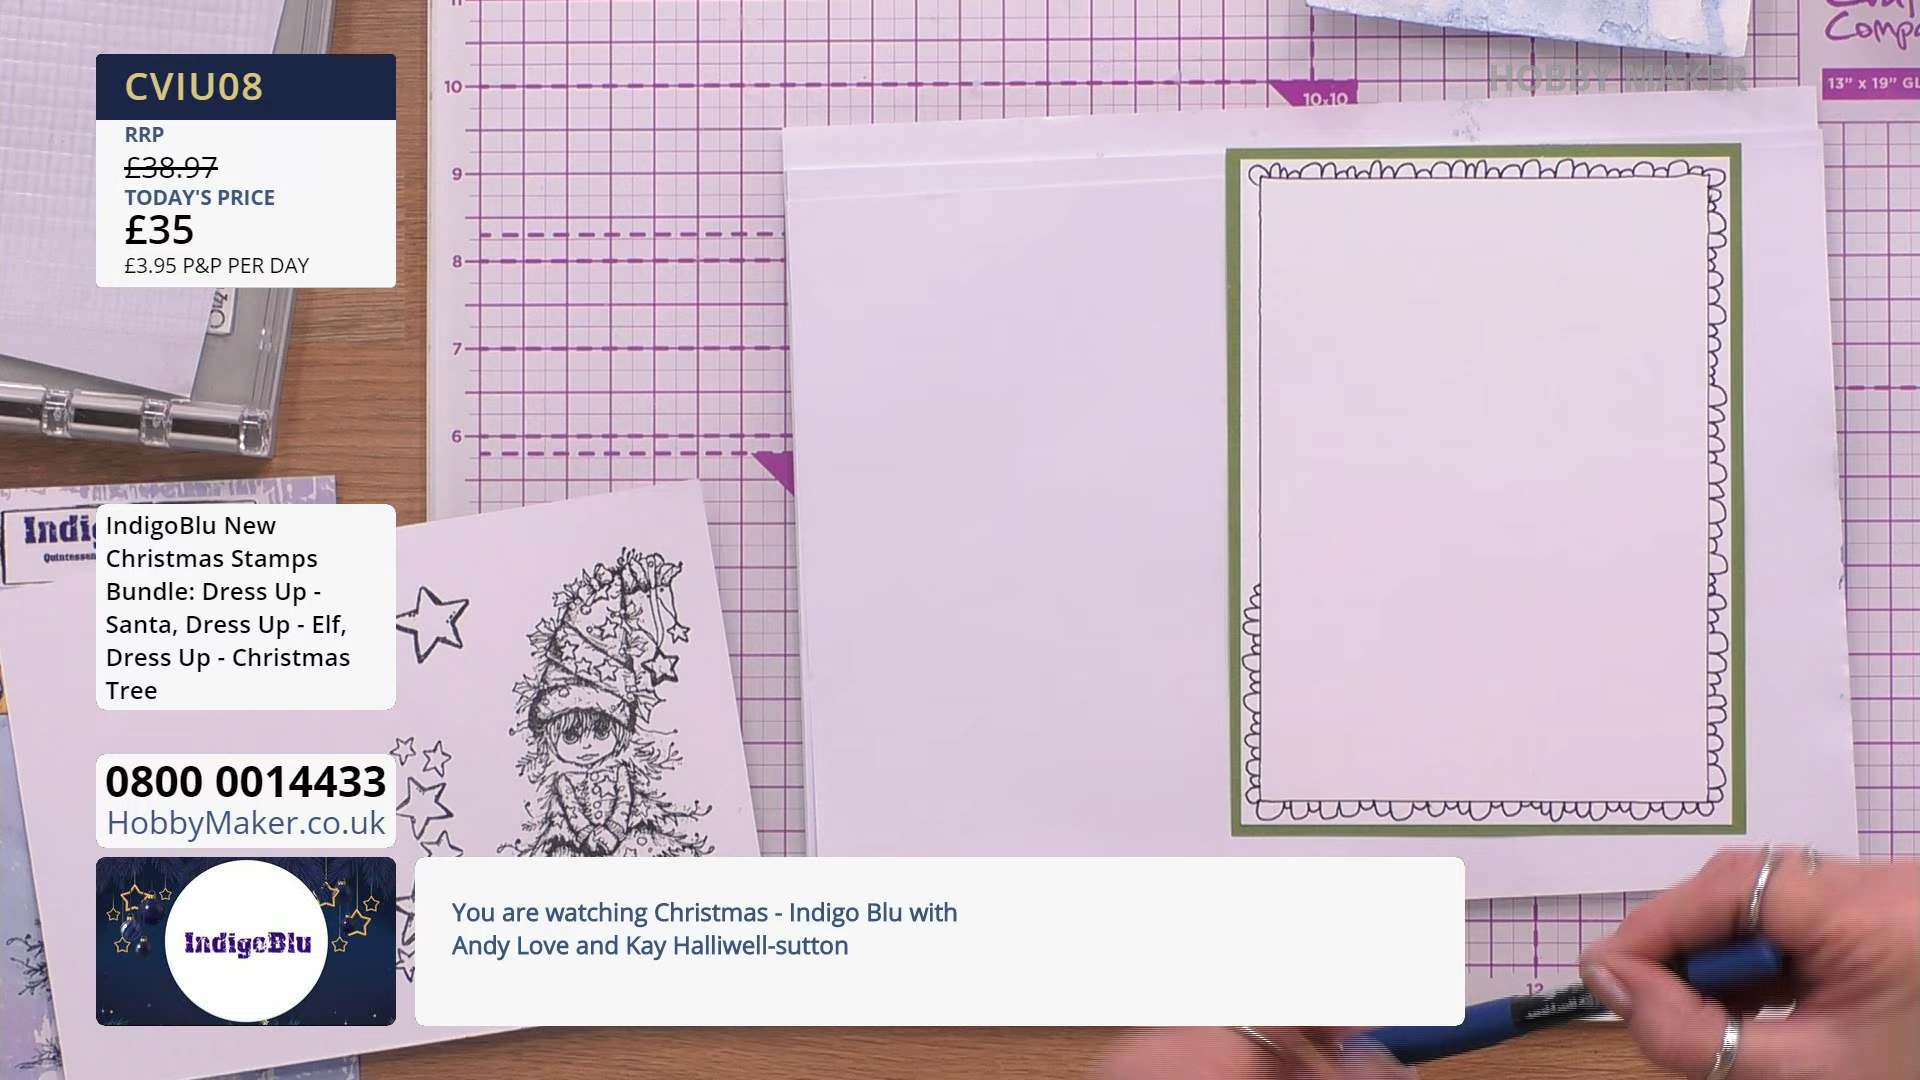 CVIU08
RRP
£38.97
TODAY'S PRICE
£35
£3.95 P&P PER DAY
HOBBY MAKER
13" x 19" GL
10x10
10
9
8
7
6
12
IndigoBlu New
Christmas Stamps
Bundle: Dress Up -
Santa, Dress Up - Elf,
Dress Up - Christmas
Tree
0800 0014433
HobbyMaker.co.uk
IndigoBlu
You are watching Christmas - Indigo Blu with
Andy Love and Kay Halliwell-sutton